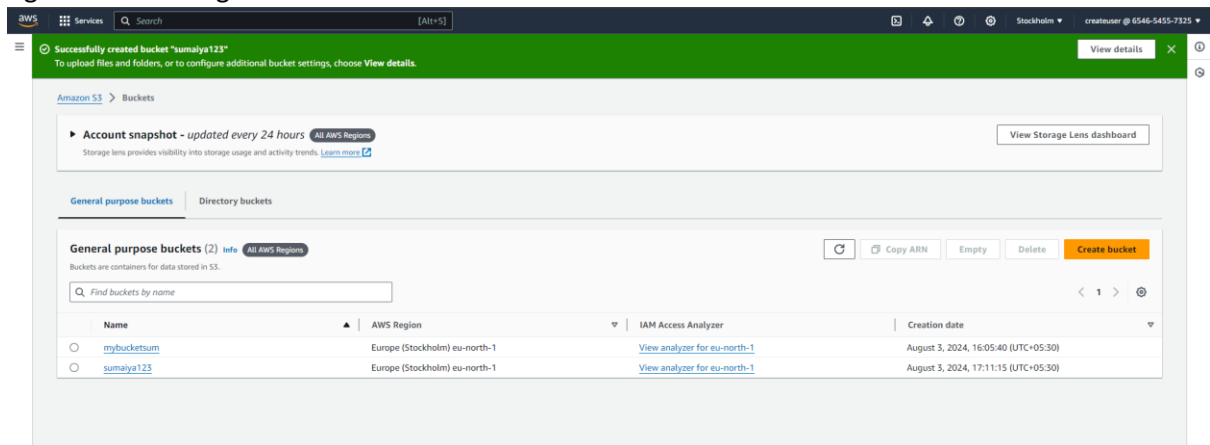 aws Services Search [Alt+S] Stockholm ▼ createuser @ 6546-5455-7325 ▼
Successfully created bucket "sumaiya123"
To upload files and folders, or to configure additional bucket settings, choose View details.
View details
Amazon S3 > Buckets
Account snapshot - updated every 24 hours All AWS Regions
Storage lens provides visibility into storage usage and activity trends. Learn more
View Storage Lens dashboard
General purpose buckets Directory buckets
General purpose buckets (2) Info All AWS Regions
Buckets are containers for data stored in S3.
Copy ARN Empty Delete Create bucket
Find buckets by name
< 1 >
Name AWS Region IAM Access Analyzer Creation date
mybucketsum Europe (Stockholm) eu-north-1 View analyzer for eu-north-1 August 3, 2024, 16:05:40 (UTC+05:30)
sumaiya123 Europe (Stockholm) eu-north-1 View analyzer for eu-north-1 August 3, 2024, 17:11:15 (UTC+05:30)